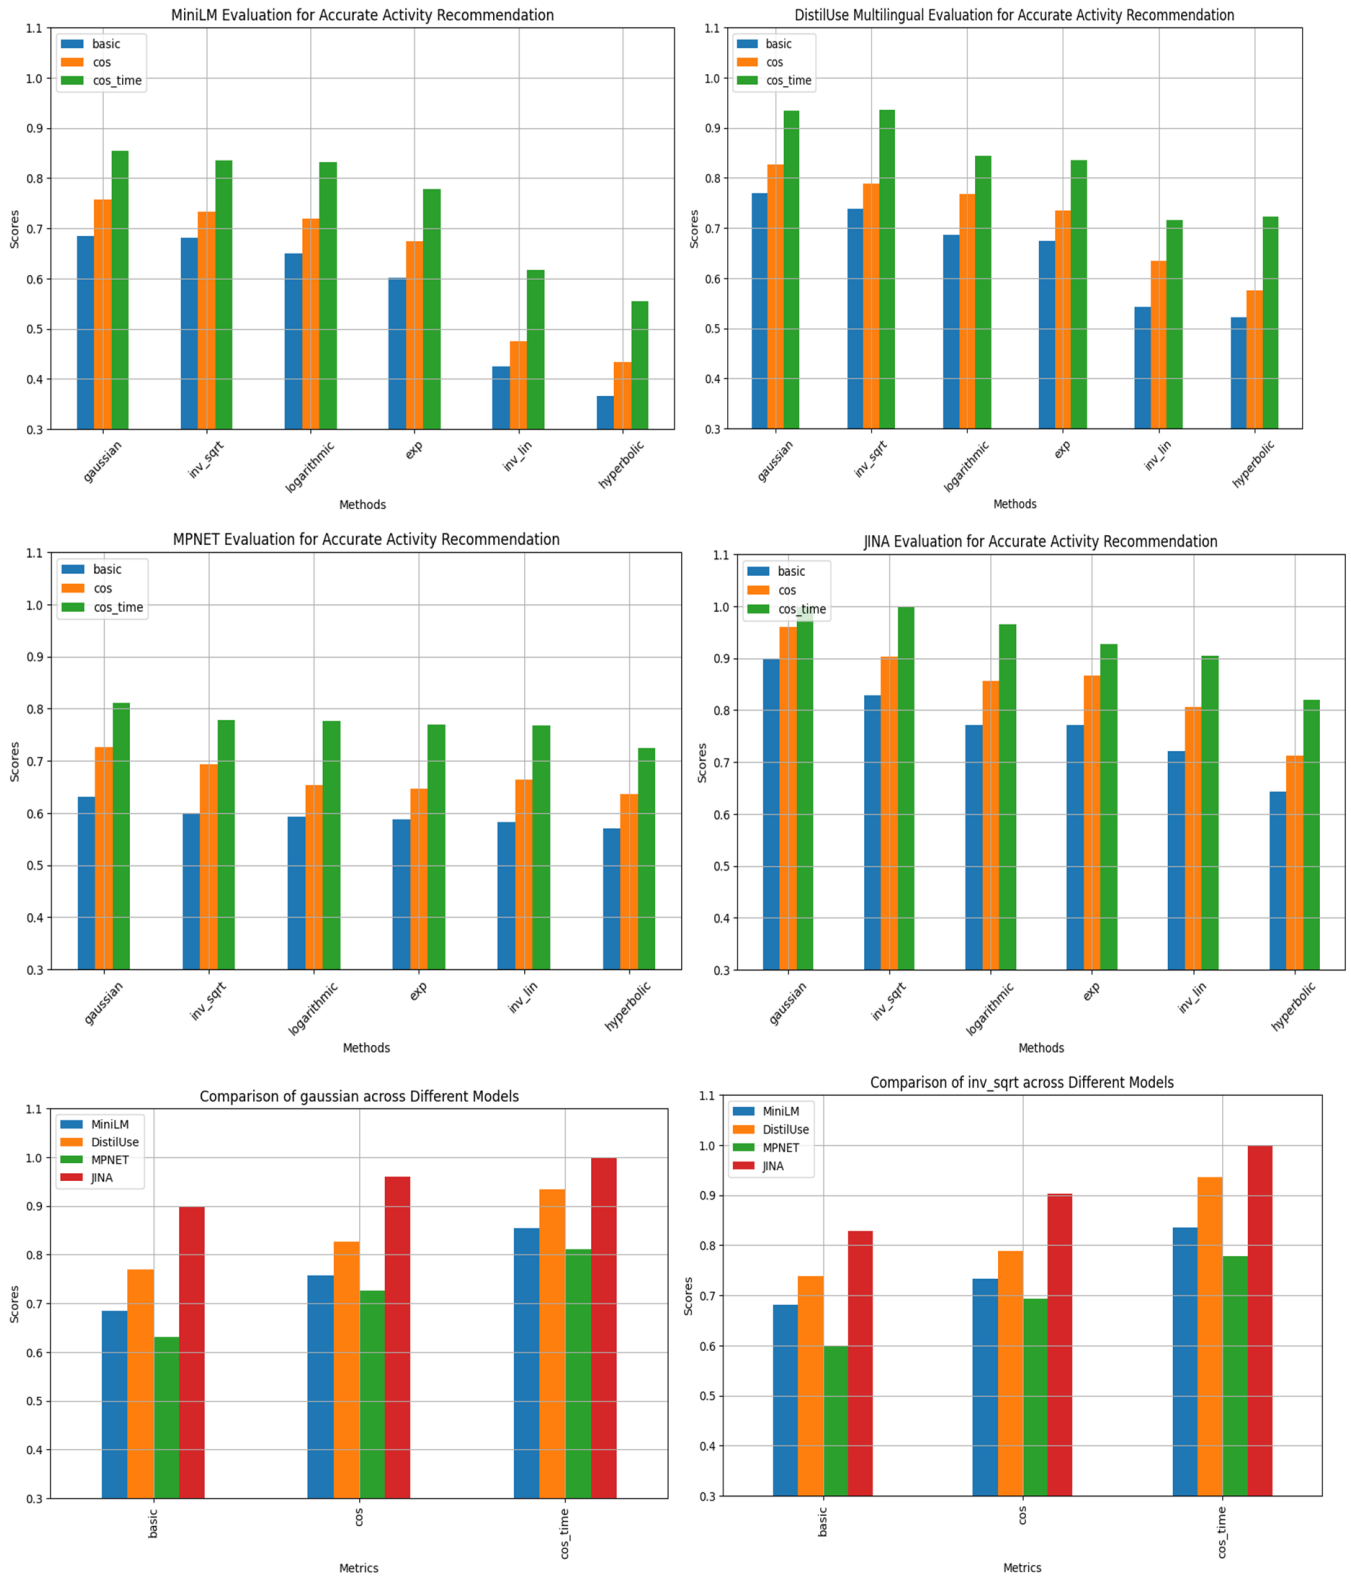 MiniLM Evaluation for Accurate Activity Recommendation
basic
cos
cos_time
1.1
1.0
0.9
0.8
0.7
0.6
0.5
0.4
0.3
Scores
gaussian
inv_sqrt
logarithmic
exp
inv_lin
hyperbolic
Methods
DistilUse Multilingual Evaluation for Accurate Activity Recommendation
basic
cos
cos_time
1.1
1.0
0.9
0.8
0.7
0.6
0.5
0.4
0.3
Scores
gaussian
inv_sqrt
logarithmic
exp
inv_lin
hyperbolic
Methods
MPNET Evaluation for Accurate Activity Recommendation
basic
cos
cos_time
1.1
1.0
0.9
0.8
0.7
0.6
0.5
0.4
0.3
Scores
gaussian
inv_sqrt
logarithmic
exp
inv_lin
hyperbolic
Methods
JINA Evaluation for Accurate Activity Recommendation
basic
cos
cos_time
1.1
1.0
0.9
0.8
0.7
0.6
0.5
0.4
0.3
Scores
gaussian
inv_sqrt
logarithmic
exp
inv_lin
hyperbolic
Methods
Comparison of gaussian across Different Models
MiniLM
DistilUse
MPNET
JINA
1.1
1.0
0.9
0.8
0.7
0.6
0.5
0.4
0.3
Scores
basic
cos
cos_time
Metrics
Comparison of inv_sqrt across Different Models
MiniLM
DistilUse
MPNET
JINA
1.1
1.0
0.9
0.8
0.7
0.6
0.5
0.4
0.3
Scores
basic
cos
cos_time
Metrics